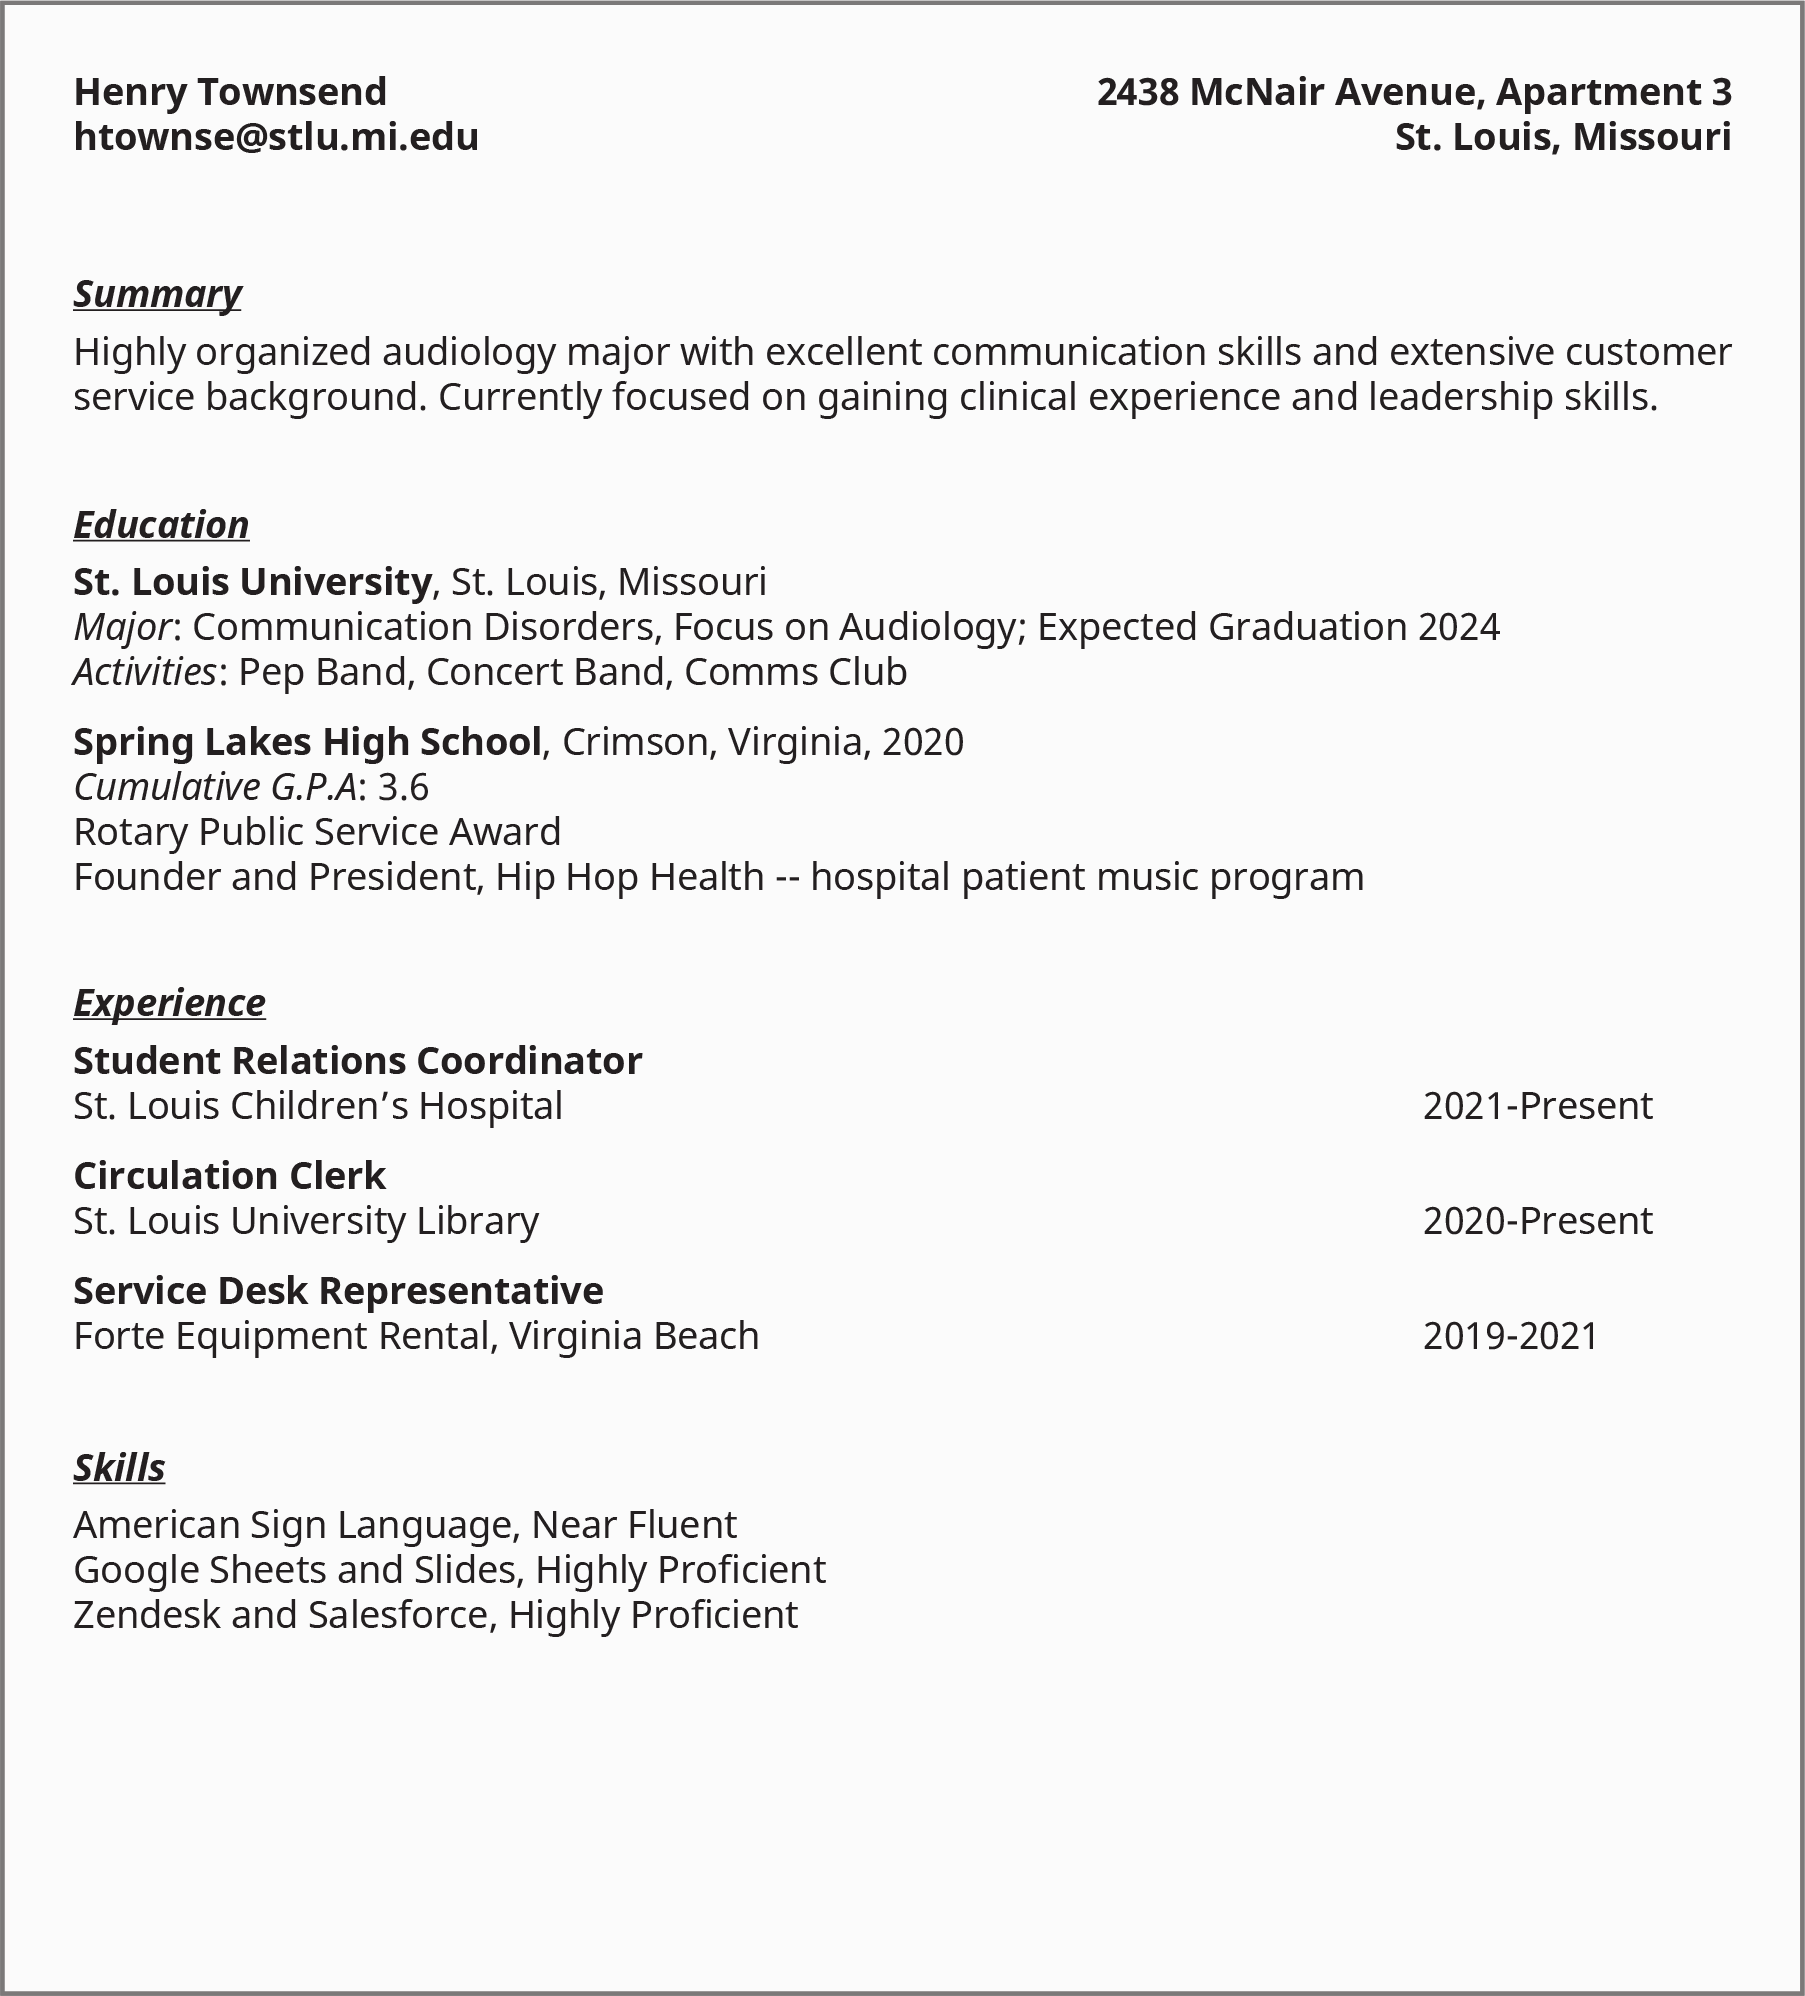 Henry Townsend
htownse@stlu.mi.edu
2438 McNair Avenue, Apartment 3
St. Louis, Missouri
Summary
Highly organized audiology major with excellent communication skills and extensive customer
service background. Currently focused on gaining clinical experience and leadership skills.
Education
St. Louis University, St. Louis, Missouri
Major: Communication Disorders, Focus on Audiology; Expected Graduation 2024
Activities: Pep Band, Concert Band, Comms Club
Spring Lakes High School, Crimson, Virginia, 2020
Cumulative G.P.A: 3.6
Rotary Public Service Award
Founder and President, Hip Hop Health -- hospital patient music program
Experience
Student Relations Coordinator
St. Louis Children’s Hospital 2021-Present
Circulation Clerk
St. Louis University Library 2020-Present
Service Desk Representative
Forte Equipment Rental, Virginia Beach 2019-2021
Skills
American Sign Language, Near Fluent
Google Sheets and Slides, Highly Proficient
Zendesk and Salesforce, Highly Proficient